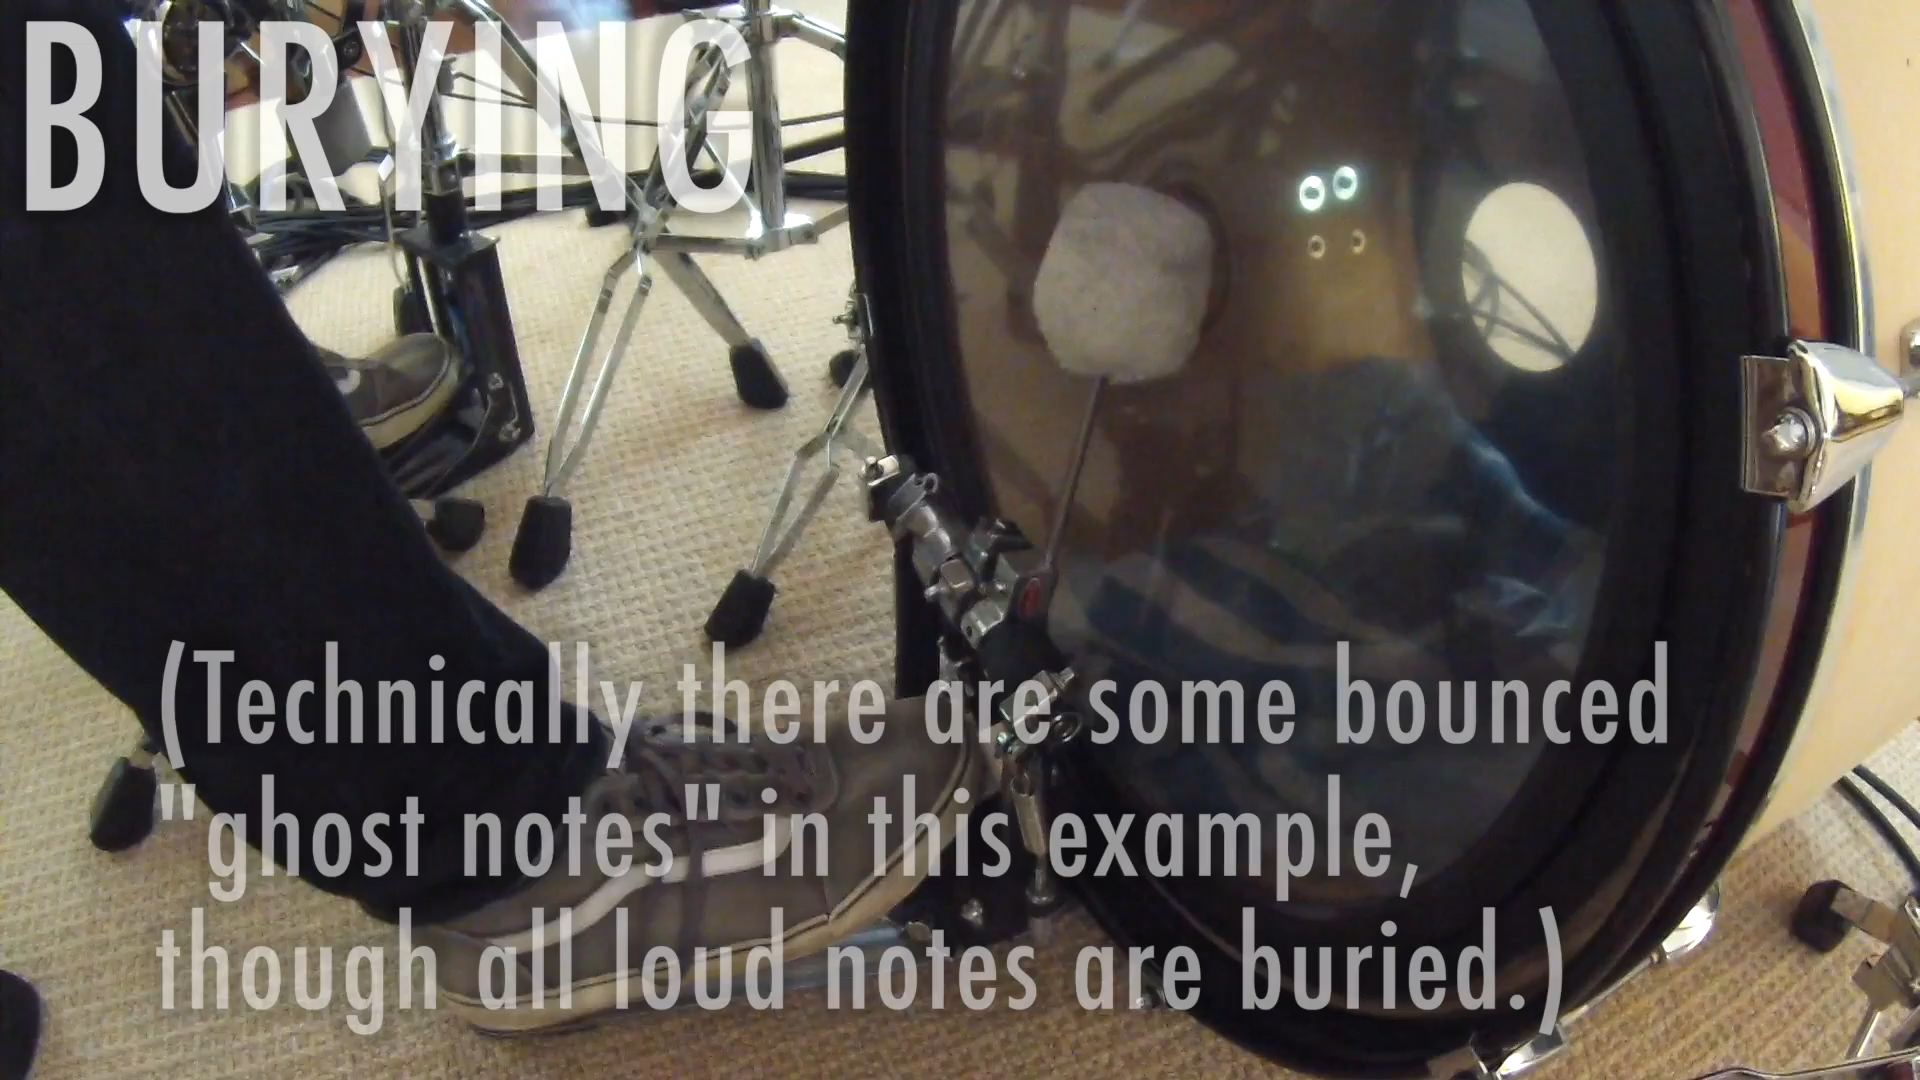 BURYING
(Technically there are some bounced
"ghost notes" in this example,
though all loud notes are buried.)